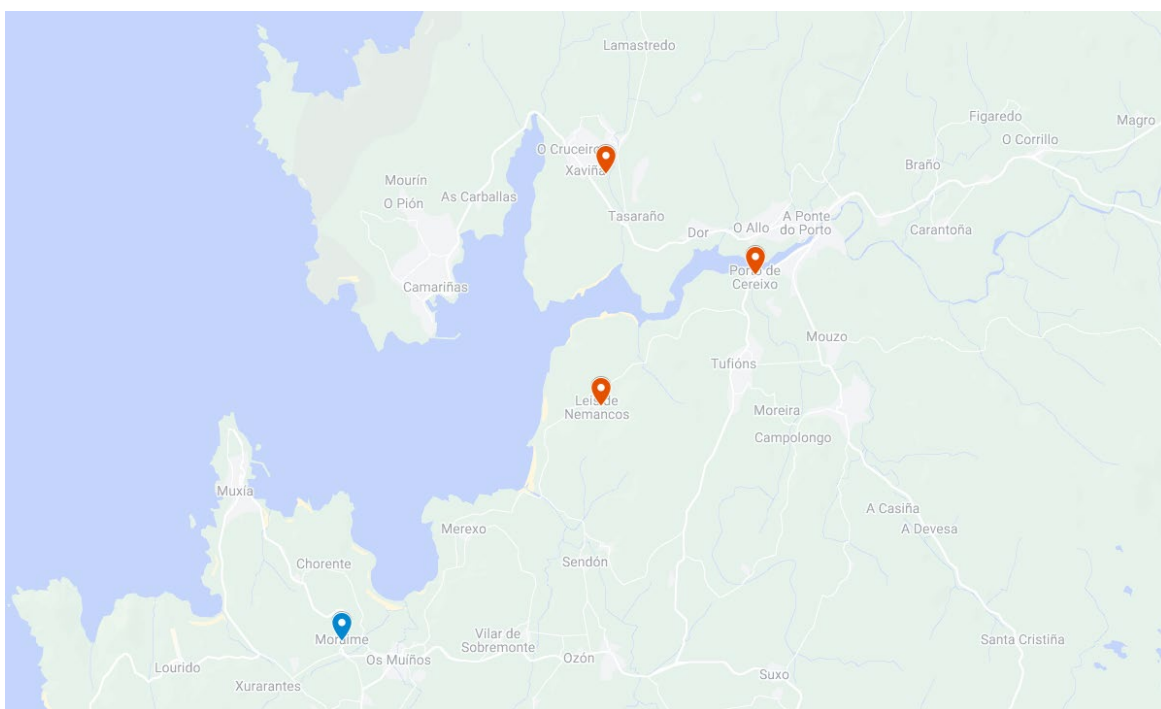 Lamastredo
Figaredo
Magro
O Corrillo
O Cruceiro
Xaviña
Braño
Mourín
As Carballas
O Pión
Tasaraño
A Ponte
do Porto
O Allo
Dor
Carantoña
Porto de
Cereixo
Camariñas
Mouzo
Tufións
Leis de
Nemancos
Moreira
Campolongo
Muxía
A Casiña
A Devesa
Merexo
Sendón
Chorente
Moraime
Vilar de
Sobremonte
Santa Cristiña
Os Muíños
Ozón
Lourido
Suxo
Xurarantes